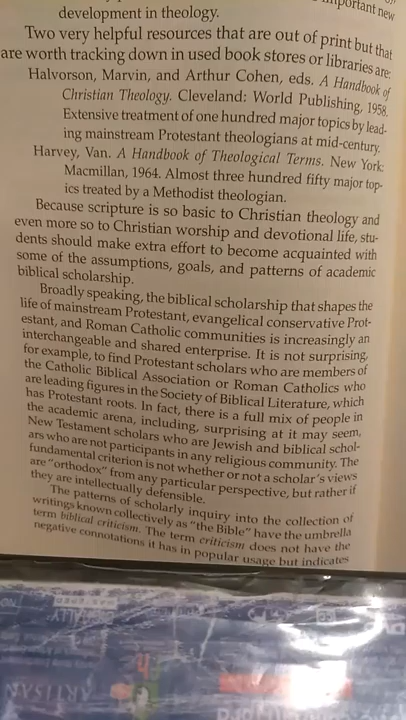 important new
development in theology.
Two very helpful resources that are out of print but that
are worth tracking down in used book stores or libraries are:
Halvorson, Marvin, and Arthur Cohen, eds. A Handbook of
Christian Theology. Cleveland: World Publishing, 1958.
Extensive treatment of one hundred major topics by lead-
ing mainstream Protestant theologians at mid-century.
Harvey, Van. A Handbook of Theological Terms. New York:
Macmillan, 1964. Almost three hundred fifty major top-
ics treated by a Methodist theologian.
Because scripture is so basic to Christian theology and
even more so to Christian worship and devotional life, stu-
dents should make extra effort to become acquainted with
some of the assumptions, goals, and patterns of academic
biblical scholarship.
Broadly speaking, the biblical scholarship that shapes the
life of mainstream Protestant, evangelical conservative Prot-
estant, and Roman Catholic communities is increasingly an
interchangeable and shared enterprise. It is not surprising,
for example, to find Protestant scholars who are members of
the Catholic Biblical Association or Roman Catholics who
are leading figures in the Society of Biblical Literature, which
has Protestant roots. In fact, there is a full mix of people in
the academic arena, including, surprising at it may seem,
New Testament scholars who are Jewish and biblical schol-
ars who are not participants in any religious community. The
fundamental criterion is not whether or not a scholar's views
are "orthodox" from any particular perspective, but rather if
they are intellectually defensible.
The patterns of scholarly inquiry into the collection of
writings known collectively as "the Bible" have the umbrella
term biblical criticism. The term criticism does not have the
negative connotations it has in popular usage but indicates
ARTISAN